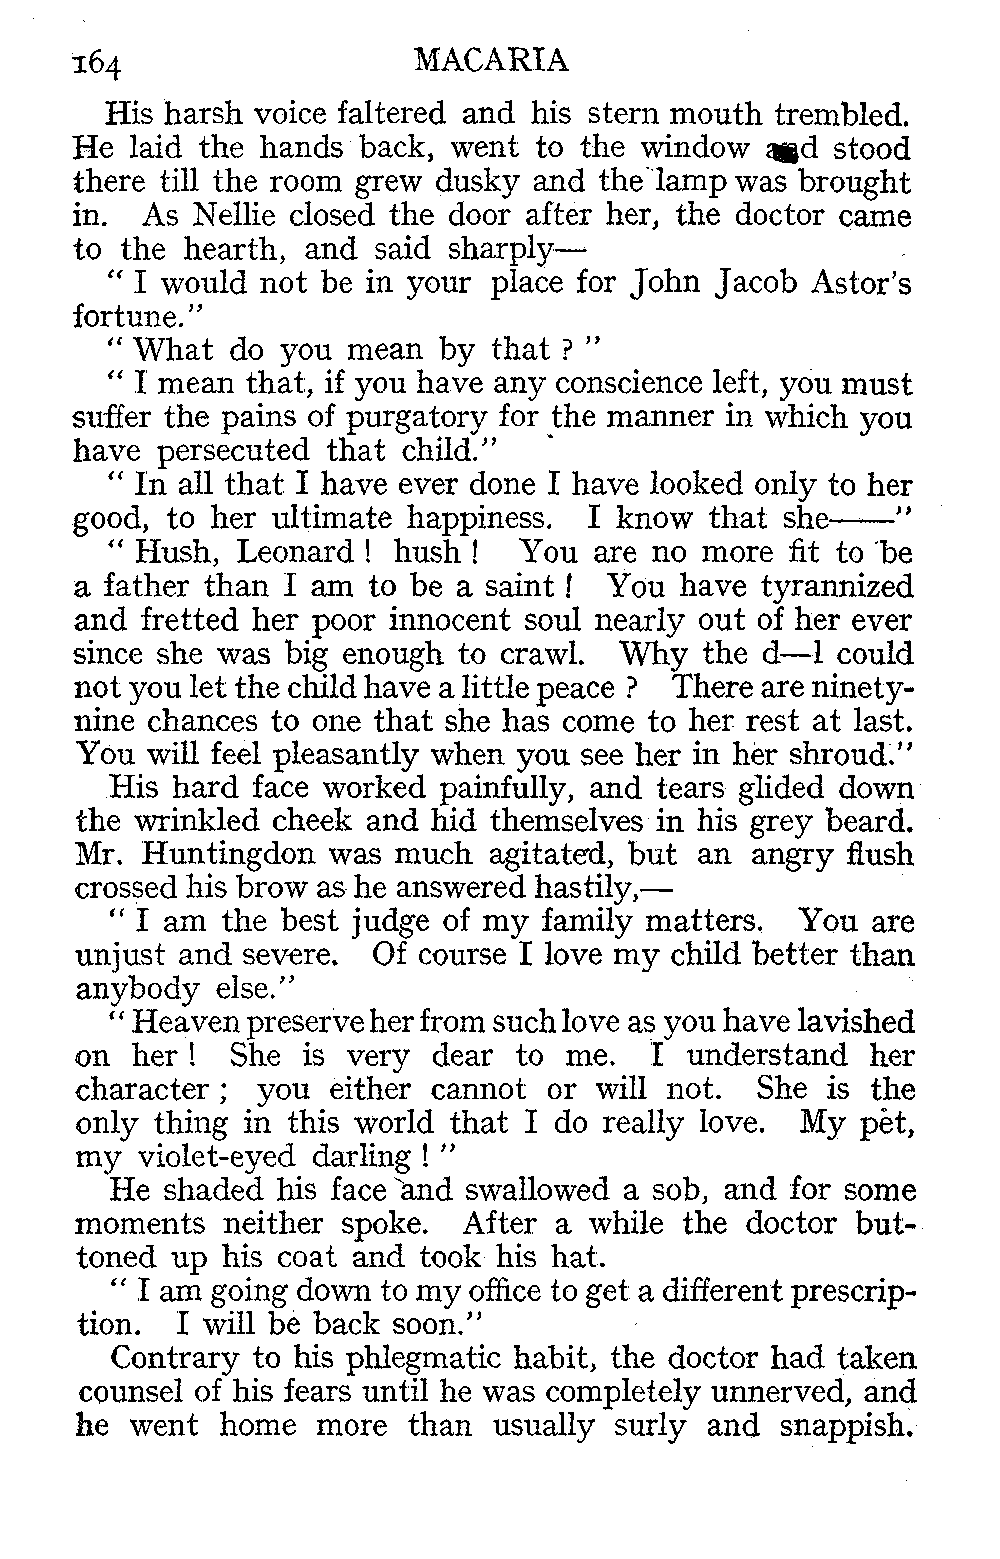 164 MACARIA
His harsh voice faltered and his stern mouth trembled.
He laid the hands back, went to the window and stood
there till the room grew dusky and the lamp was brought
in. As Nellie closed the door after her, the doctor came
to the hearth, and said sharply—
“ I would not be in your place for John Jacob Astor’s
fortune.”
“ What do you mean by that ? ”
“ I mean that, if you have any conscience left, you must
suffer the pains of purgatory for the manner in which you
have persecuted that child.”
“ In all that I have ever done I have looked only to her
good, to her ultimate happiness. I know that she——”
“ Hush, Leonard ! hush ! You are no more fit to be
a father than I am to be a saint ! You have tyrannized
and fretted her poor innocent soul nearly out of her ever
since she was big enough to crawl. Why the d—l could
not you let the child have a little peace ? There are ninety-
nine chances to one that she has come to her rest at last.
You will feel pleasantly when you see her in her shroud.”
His hard face worked painfully, and tears glided down
the wrinkled cheek and hid themselves in his grey beard.
Mr. Huntingdon was much agitated, but an angry flush
crossed his brow as he answered hastily,—
“ I am the best judge of my family matters. You are
unjust and severe. Of course I love my child better than
anybody else.”
“ Heaven preserve her from such love as you have lavished
on her ! She is very dear to me. I understand her
character ; you either cannot or will not. She is the
only thing in this world that I do really love. My pet,
my violet-eyed darling ! ”
He shaded his face and swallowed a sob, and for some
moments neither spoke. After a while the doctor but-
toned up his coat and took his hat.
“ I am going down to my office to get a different prescrip-
tion. I will be back soon.”
Contrary to his phlegmatic habit, the doctor had taken
counsel of his fears until he was completely unnerved, and
he went home more than usually surly and snappish.